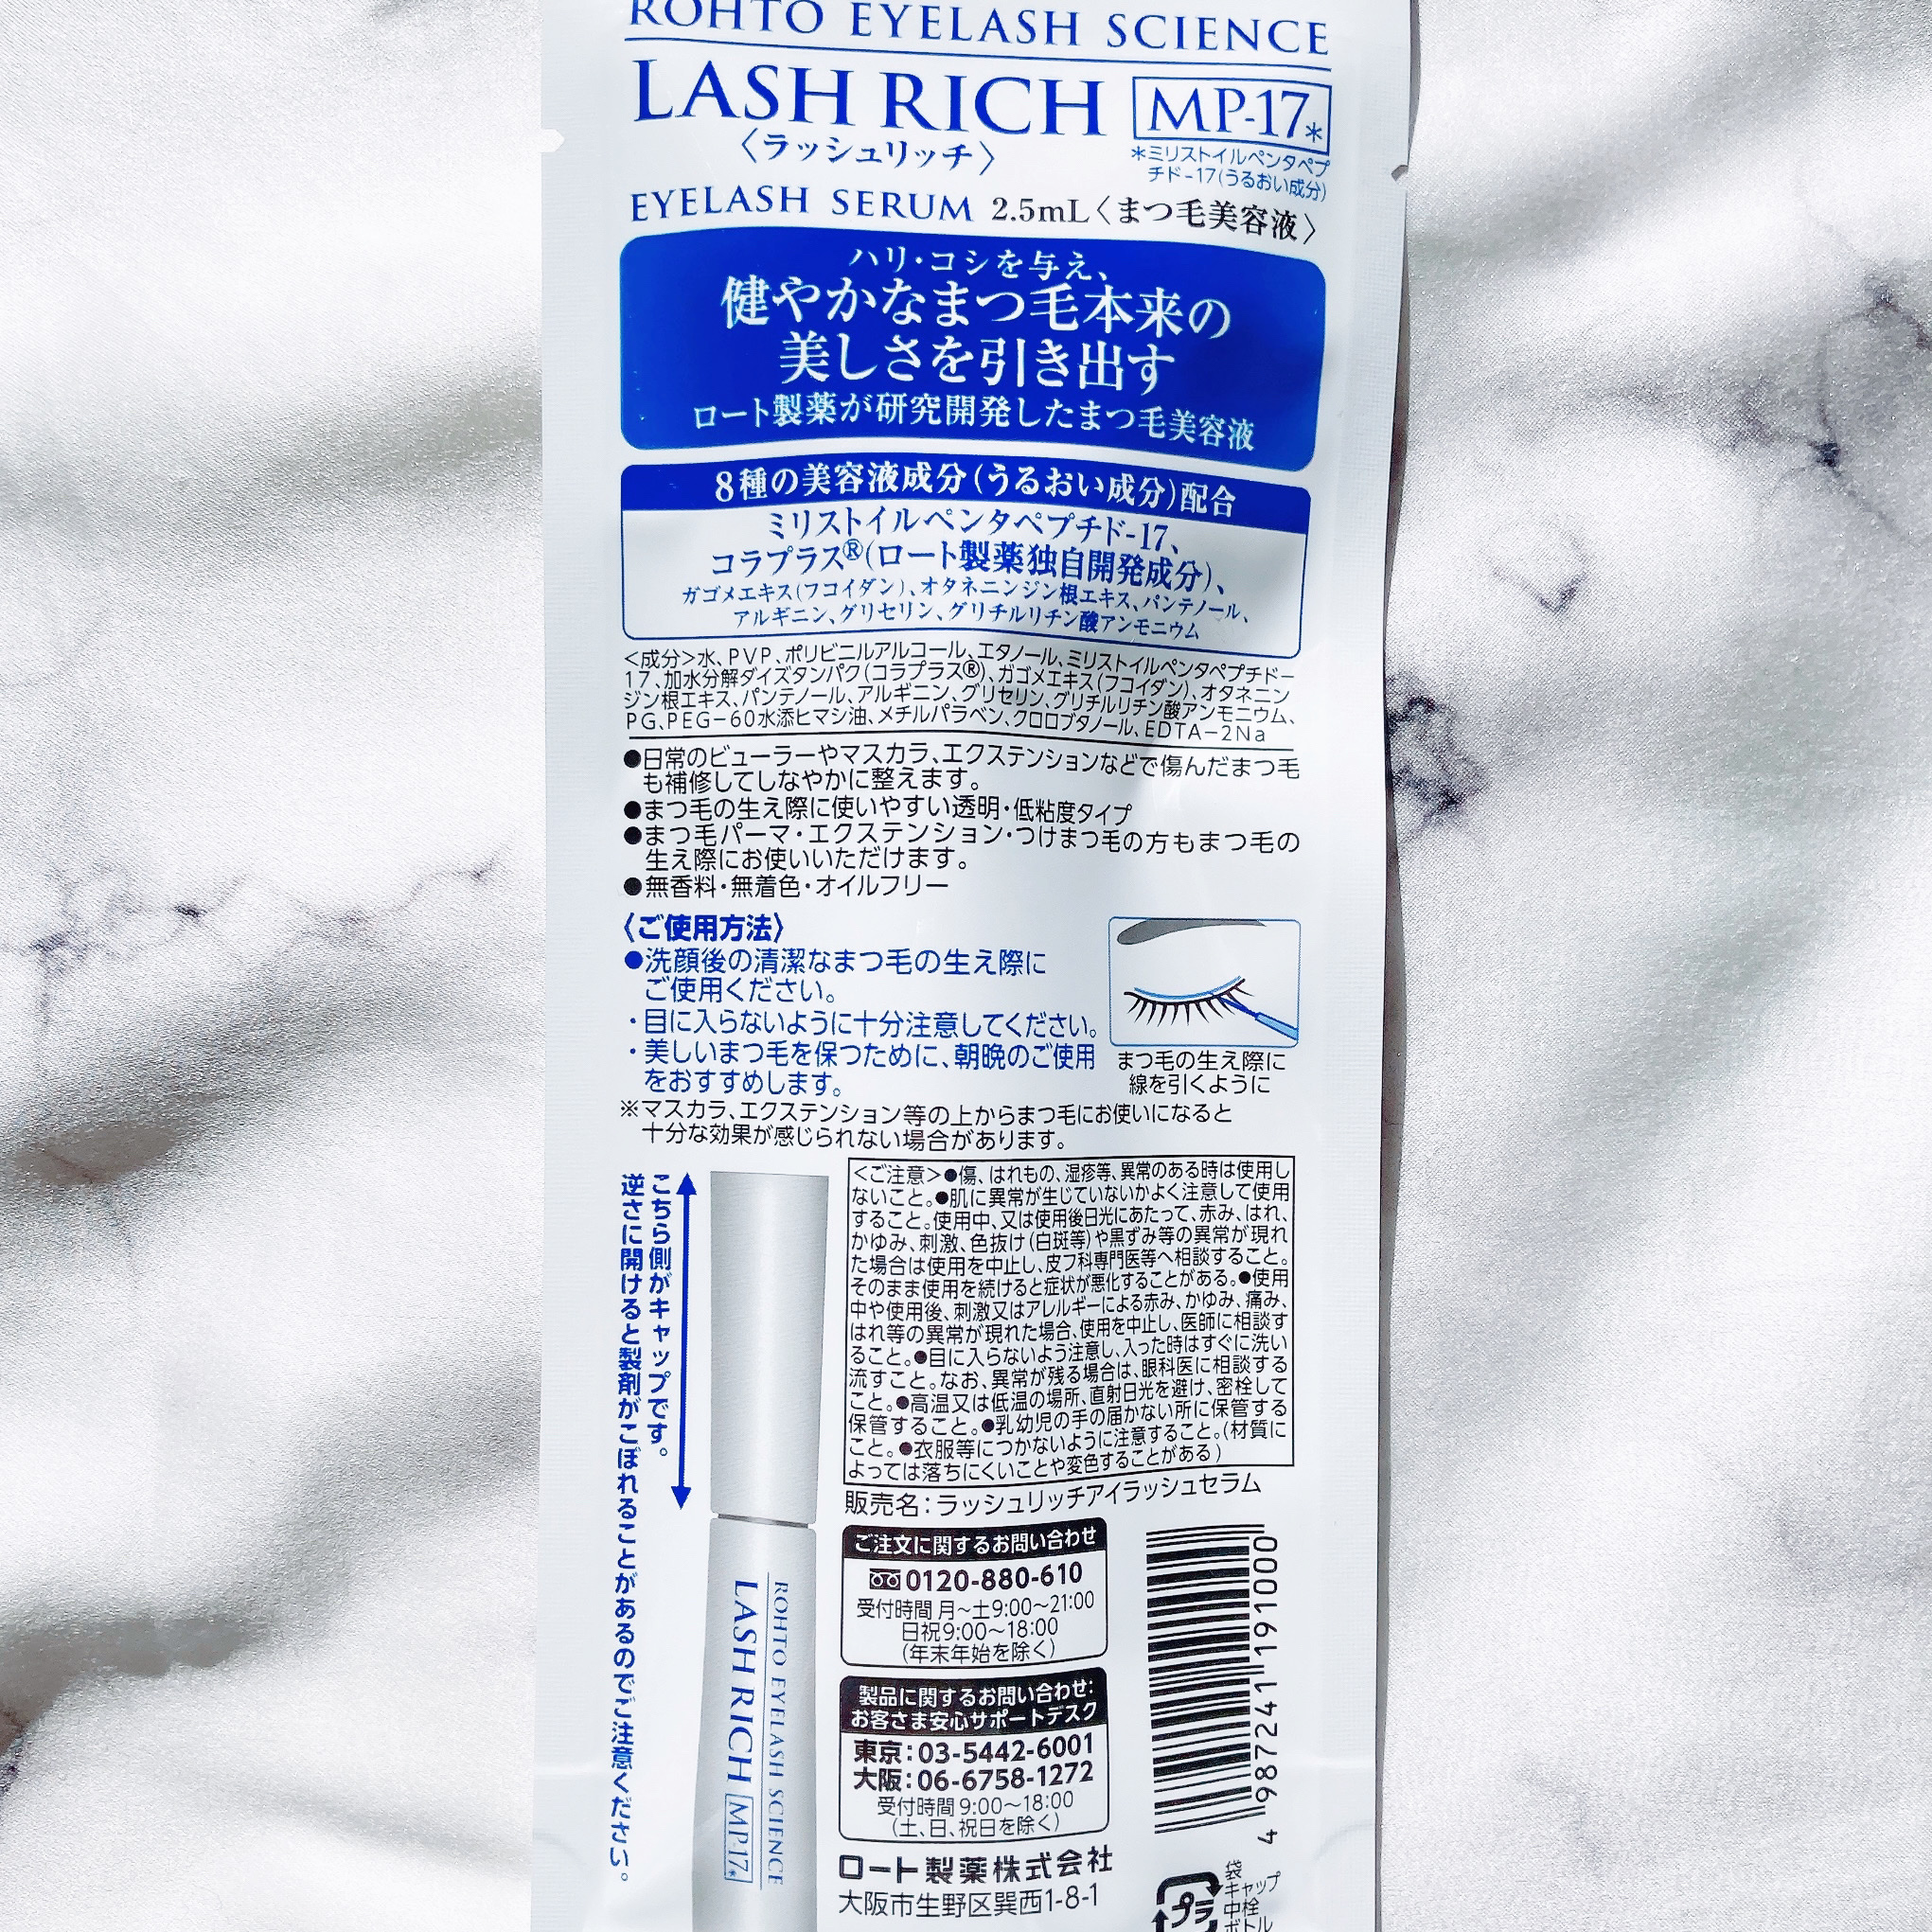 ROHTO EYELASH SCIENCE
LASH RICH MP-17*
〈ラッシュリッチ〉
*ミリストイルペンタペプ
チド-17(うるおい成分)
EYELASH SERUM 2.5mL〈まつ毛美容液〉
ハリ・コシを与え、
健やかなまつ毛本来の
美しさを引き出す
ロート製薬が研究開発したまつ毛美容液
8種の美容液成分(うるおい成分)配合
ミリストイルペンタペプチド-17、
コラプラス®(ロート製薬独自開発成分)、
ガゴメエキス(フコイダン)、オタネニンジン根エキス、パンテノール、
アルギニン、グリセリン、グリチルリチン酸アンモニウム
<成分>水、PVP、ポリビニルアルコール、エタノール、ミリストイルペンタペプチドー
17、加水分解ダイズタンパク(コラプラス®)、ガゴメエキス(フコイダン)、オタネニン
ジン根エキス、パンテノール、アルギニン、グリセリン、グリチルリチン酸アンモニウム、
PG、PEG-60水添ヒマシ油、メチルパラベン、クロロブタノール、EDTA-2Na
●日常のビューラーやマスカラ、エクステンションなどで傷んだまつ毛
も補修してしなやかに整えます。
●まつ毛の生え際に使いやすい透明・低粘度タイプ
●まつ毛パーマ・エクステンション・つけまつ毛の方もまつ毛の
生え際にお使いいただけます。
●無香料・無着色・オイルフリー
〈ご使用方法〉
●洗顔後の清潔なまつ毛の生え際に
ご使用ください。
・目に入らないように十分注意してください。
・美しいまつ毛を保つために、朝晩のご使用
をおすすめします。
まつ毛の生え際に
線を引くように
※マスカラ、エクステンション等の上からまつ毛にお使いになると
十分な効果が感じられない場合があります。
こちら側がキャップです。
逆さに開けると製剤がこぼれることがあるのでご注意ください。
ROHTO EYELASH SCIENCE
LASH RICH MP-17*
<ご注意>●傷、はれもの、湿疹等、異常のある時は使用し
ないこと。●肌に異常が生じていないかよく注意して使用
すること。使用中、又は使用後日光にあたって、赤み、はれ、
かゆみ、刺激、色抜け(白斑等)や黒ずみ等の異常が現れ
た場合は使用を中止し、皮フ科専門医等へ相談すること。
そのまま使用を続けると症状が悪化することがある。●使用
中や使用後、刺激又はアレルギーによる赤み、かゆみ、痛み、
はれ等の異常が現れた場合、使用を中止し、医師に相談す
ること。●目に入らないよう注意し、入った時はすぐに洗い
流すこと。なお、異常が残る場合は、眼科医に相談する
こと。●高温又は低温の場所、直射日光を避け、密栓して
保管すること。●乳幼児の手の届かない所に保管する
こと。●衣服等につかないように注意すること。(材質に
よっては落ちにくいことや変色することがある)
販売名:ラッシュリッチアイラッシュセラム
ご注文に関するお問い合わせ
0120-880-610
受付時間 月〜土9:00〜21:00
日祝9:00〜18:00
(年末年始を除く)
製品に関するお問い合わせ:
お客さま安心サポートデスク
東京:03-5442-6001
大阪:06-6758-1272
受付時間 9:00〜18:00
(土、日、祝日を除く)
ロート製薬株式会社
大阪市生野区巽西1-8-1
4 987241 191000
プラ
袋
キャップ
中栓
ボトル